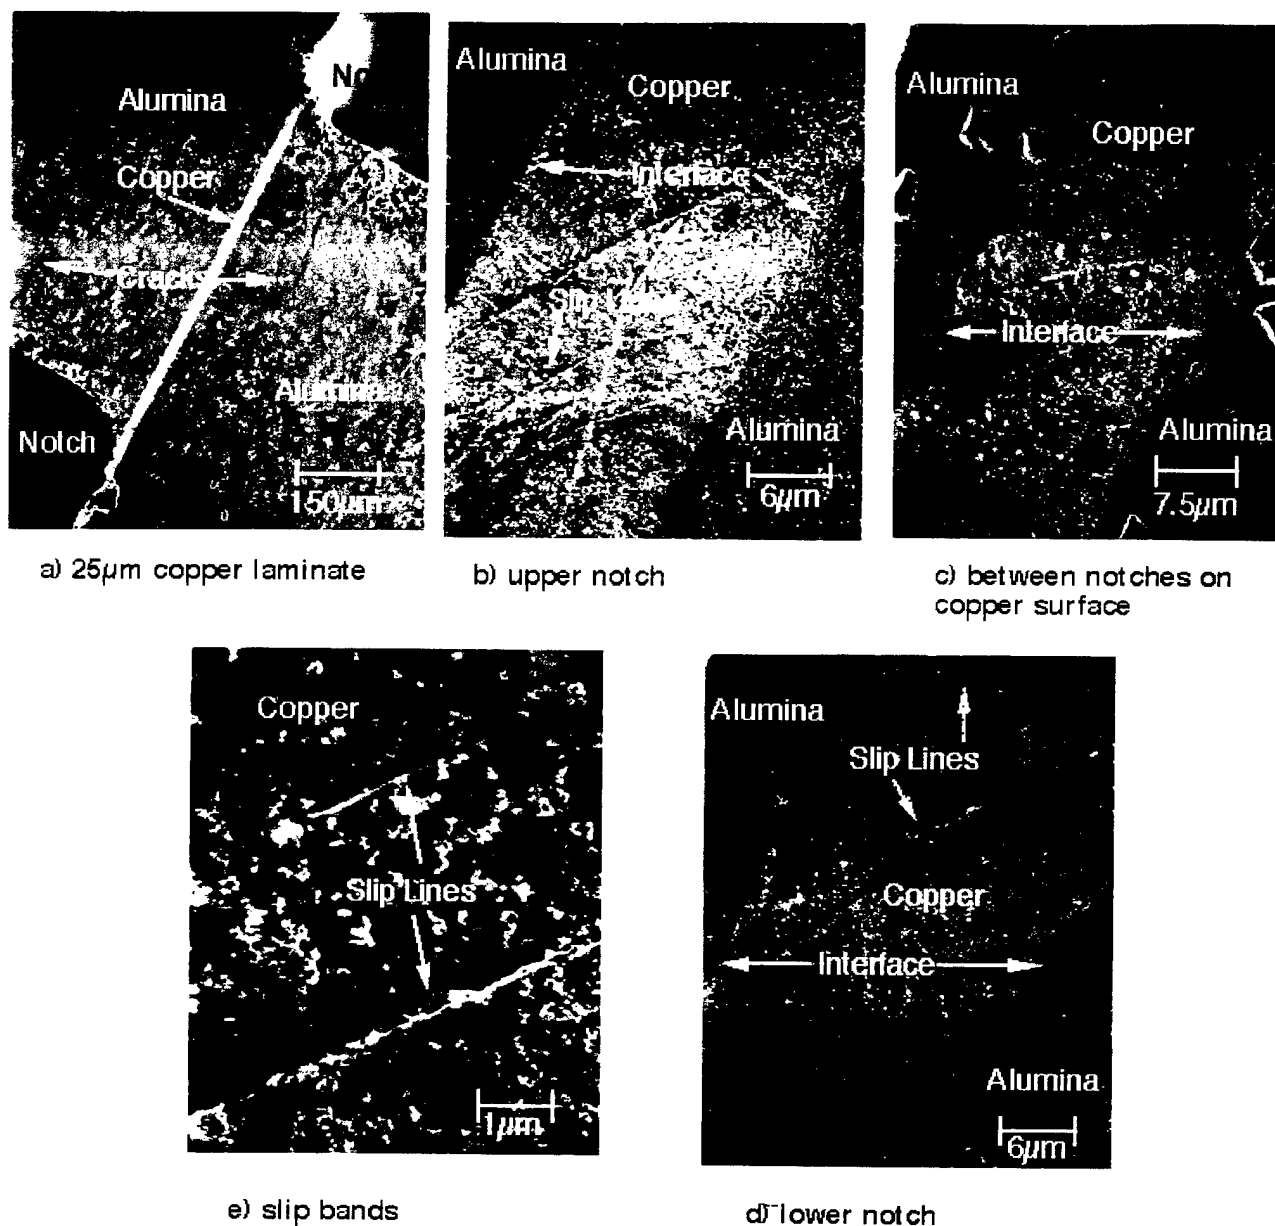 Alumina
Copper
Crack
Alumina
Notch
150µm
a) 25µm copper laminate
Alumina
Copper
Interface
Slip Lines
Alumina
6µm
b) upper notch
Alumina
Copper
Interface
Alumina
7.5µm
c) between notches on
copper surface
Copper
Slip Lines
1µm
e) slip bands
Alumina
Slip Lines
Copper
Interface
Alumina
6µm
d) lower notch